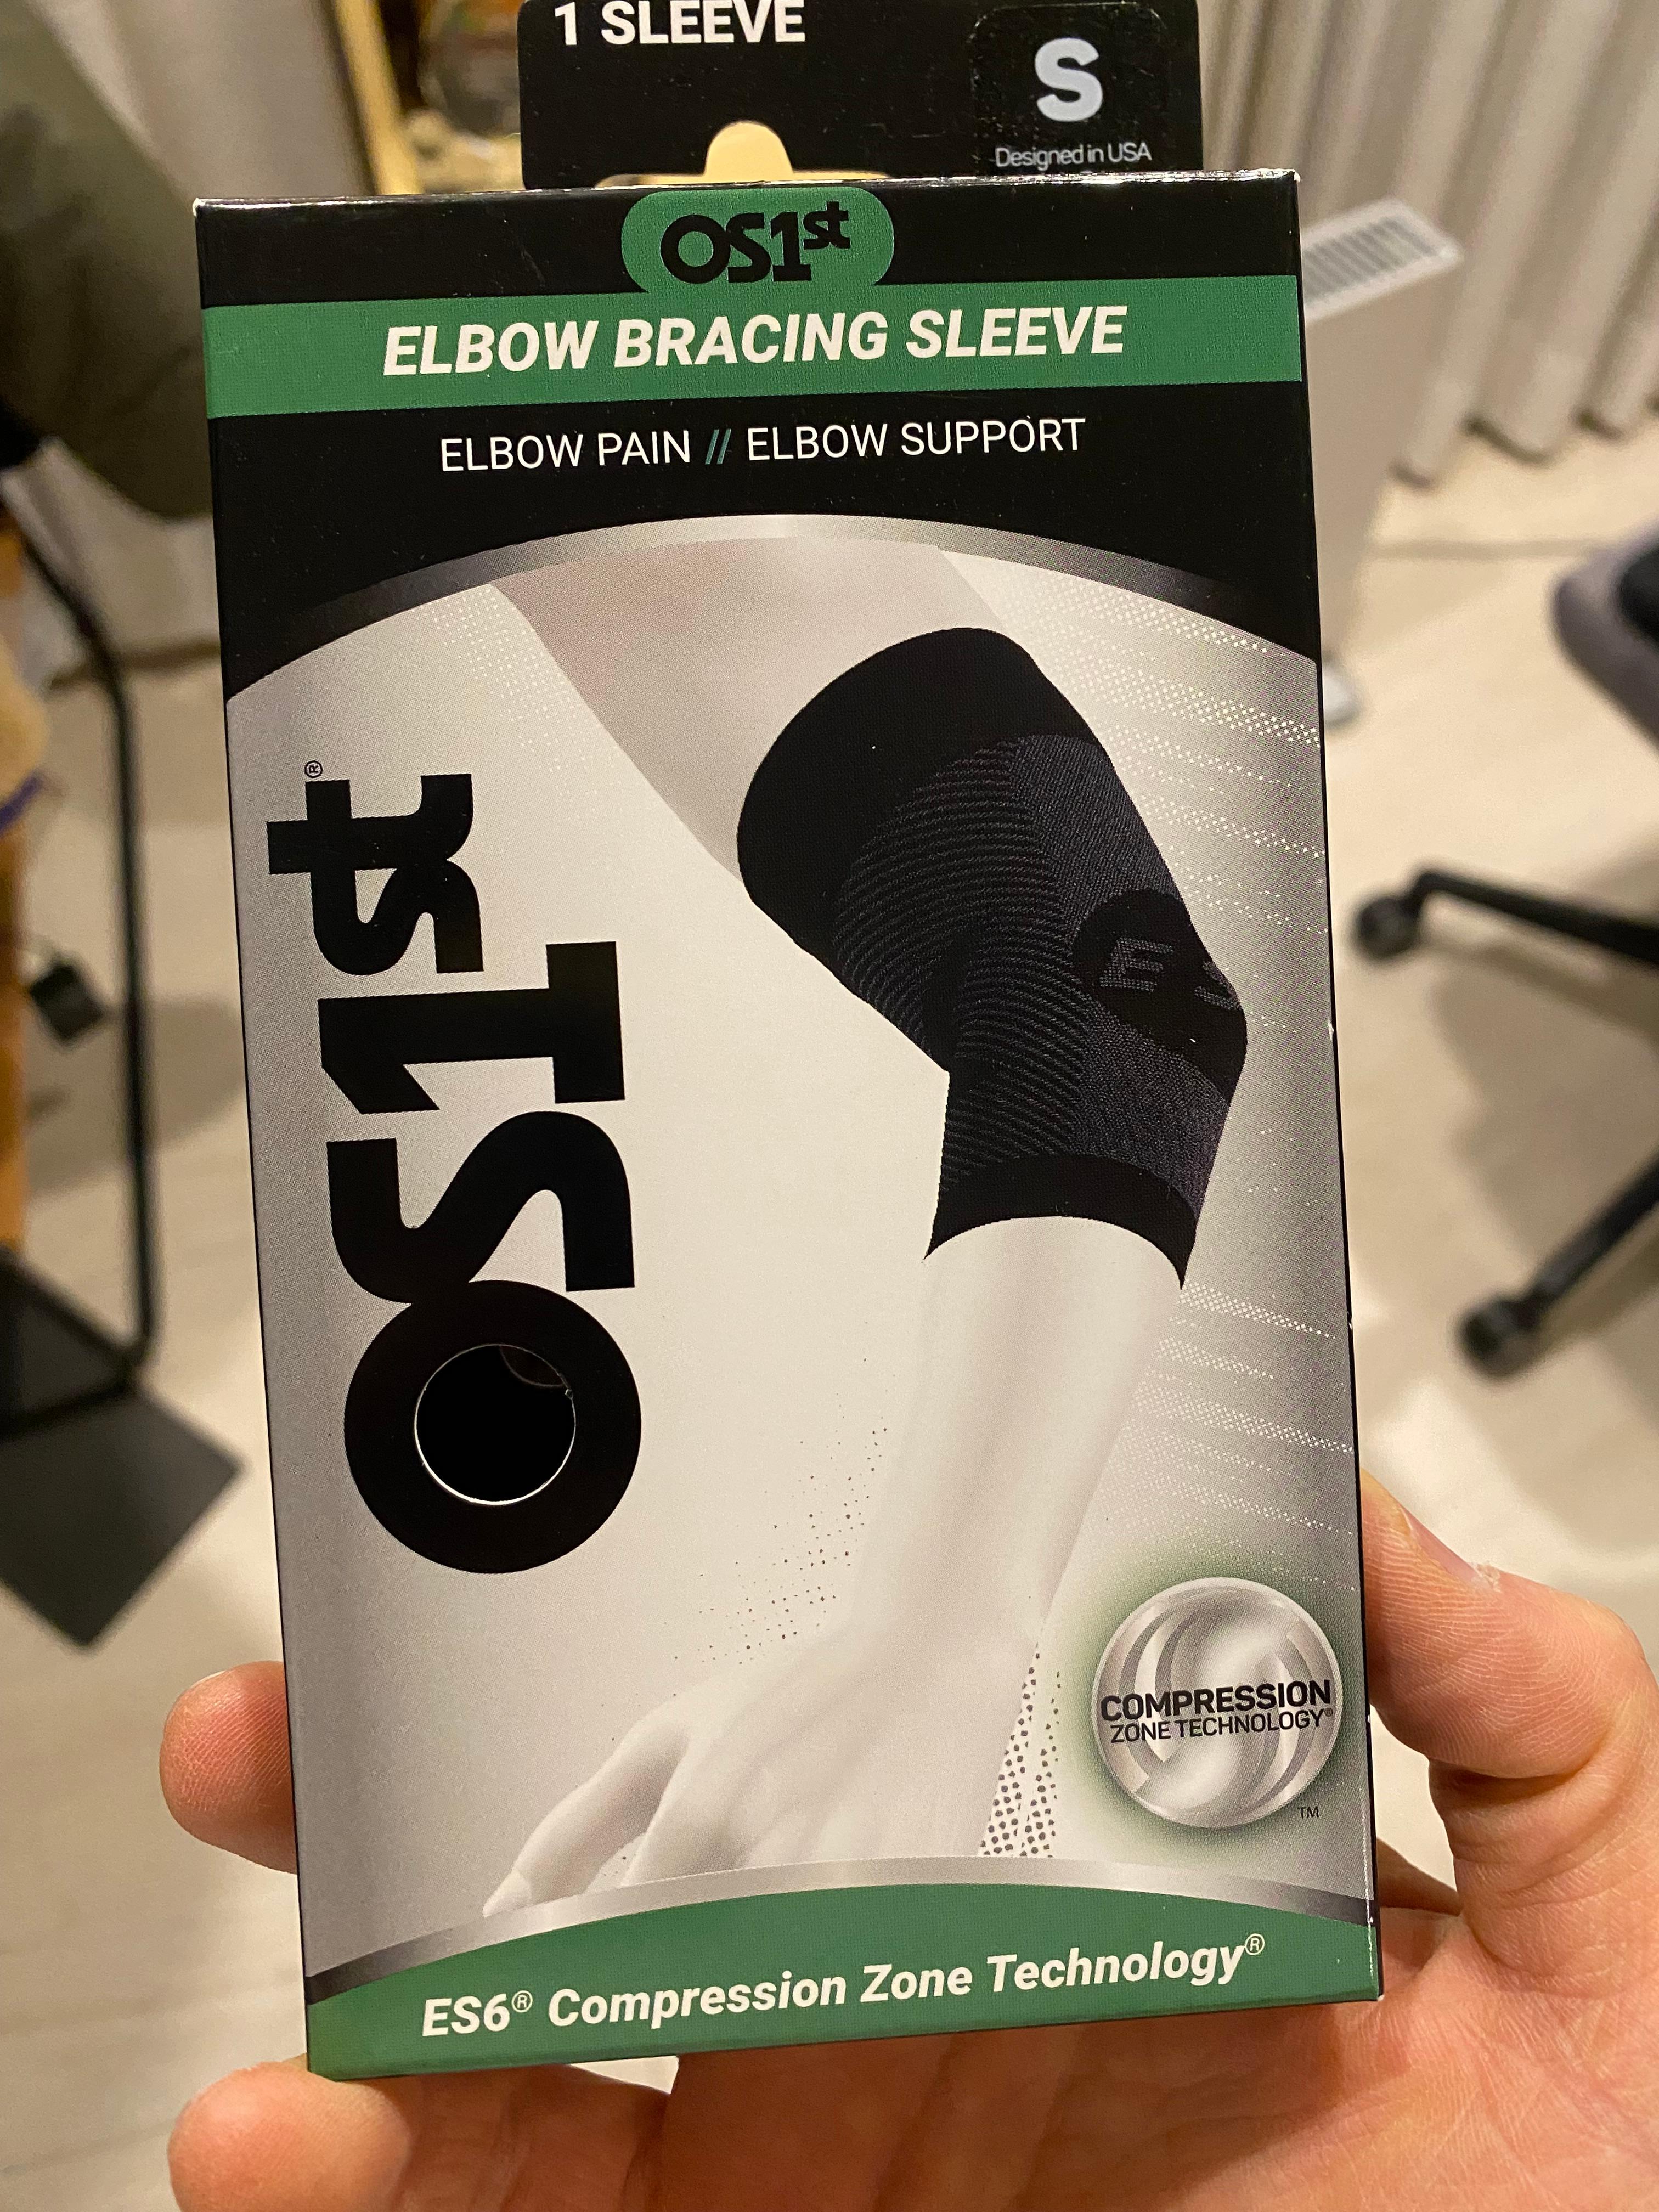 1 SLEEVE
S
Designed in USA
OS1st
ELBOW BRACING SLEEVE
ELBOW PAIN // ELBOW SUPPORT
OS1st®
E S
COMPRESSION
ZONE TECHNOLOGY®
TM
ES6® Compression Zone Technology®